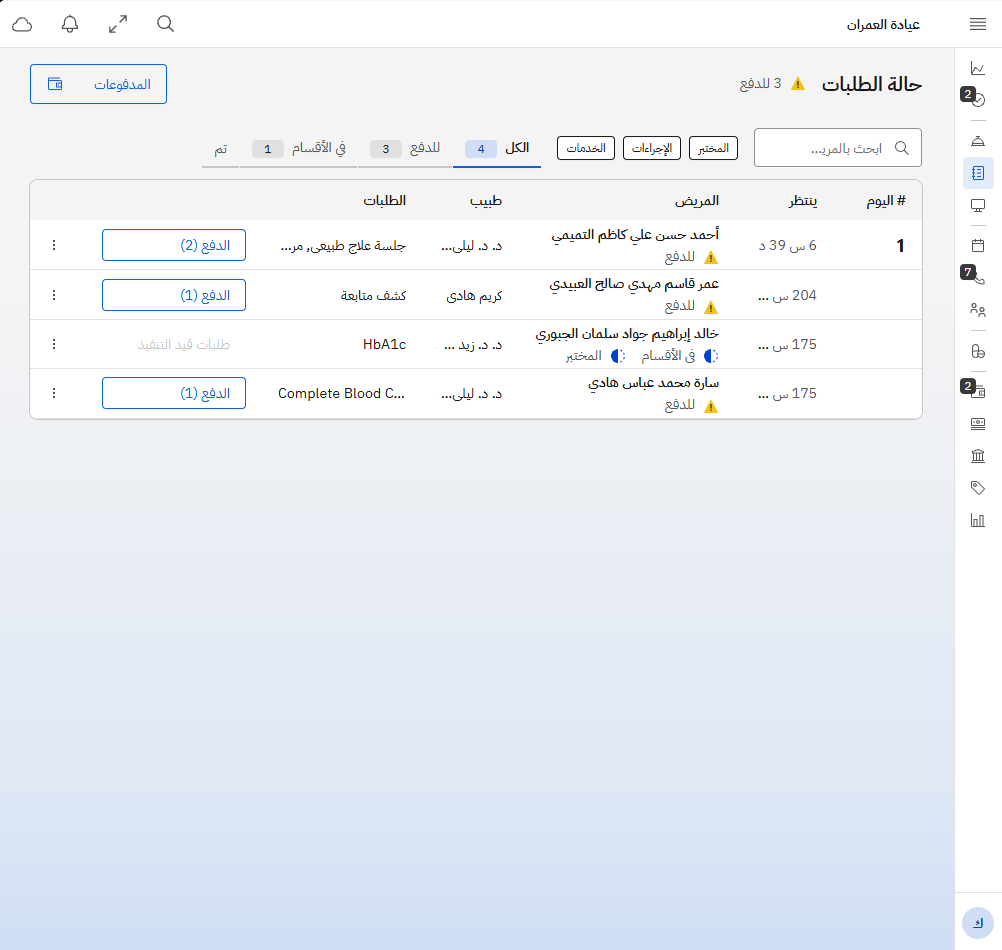 عيادة العمران
حالة الطلبات
3 للدفع
المدفوعات
ابحث بالمريـ...
المختبر
الإجراءات
الخدمات
الكل 4
للدفع 3
في الأقسام 1
تم
# اليوم ينتظر المريض طبيب الطلبات
1 6 س 39 د أحمد حسن علي كاظم التميمي د. د. ليلى... جلسة علاج طبيعي, مر... الدفع (2)
للدفع
204 س ... عمر قاسم مهدي صالح العبيدي كريم هادي كشف متابعة الدفع (1)
للدفع
175 س ... خالد إبراهيم جواد سلمان الجبوري د. د. زيد ... HbA1c طلبات قيد التنفيذ
في الأقسام المختبر
175 س ... سارة محمد عباس هادي د. د. ليلى... Complete Blood C... الدفع (1)
للدفع
2
7
2
ك